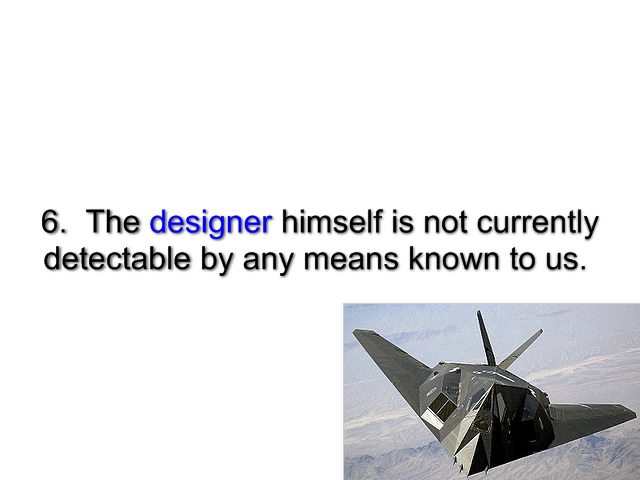 6. The designer himself is not currently
detectable by any means known to us.